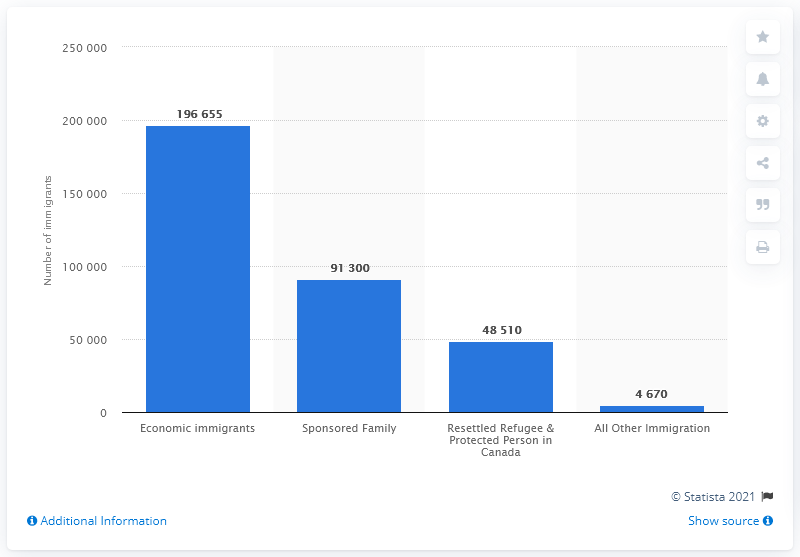 250 000
200 000
150 000
100 000
50 000
0
Number of immigrants
196 655
91 300
48 510
4 670
Economic immigrants
Sponsored Family
Resettled Refugee &
Protected Person in
Canada
All Other Immigration
© Statista 2021
Additional Information
Show source